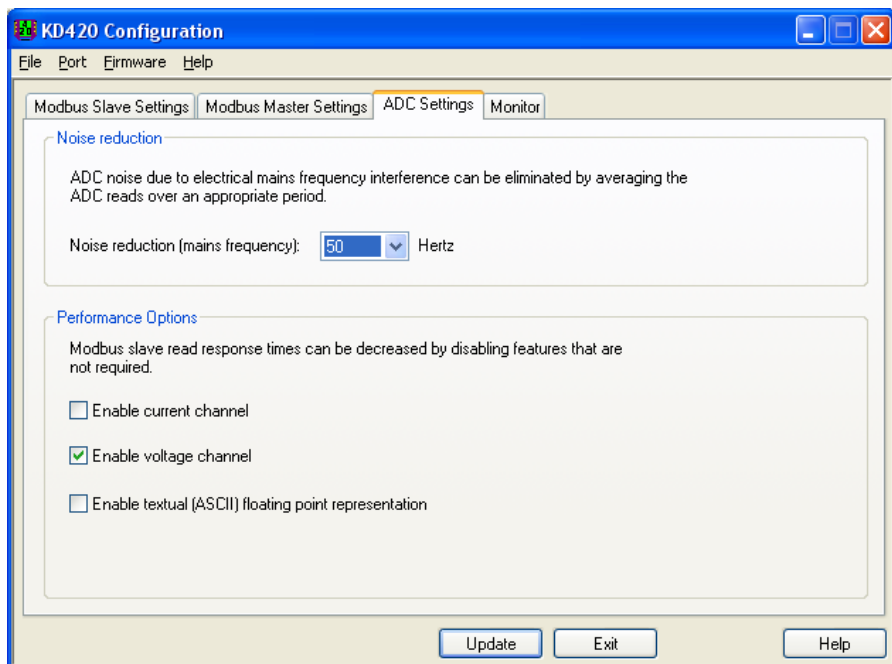 KD420 Configuration
File Port Firmware Help
Modbus Slave Settings Modbus Master Settings ADC Settings Monitor
Noise reduction
ADC noise due to electrical mains frequency interference can be eliminated by averaging the
ADC reads over an appropriate period.
Noise reduction (mains frequency): 50 Hertz
Performance Options
Modbus slave read response times can be decreased by disabling features that are
not required.
Enable current channel
Enable voltage channel
Enable textual (ASCII) floating point representation
Update Exit Help